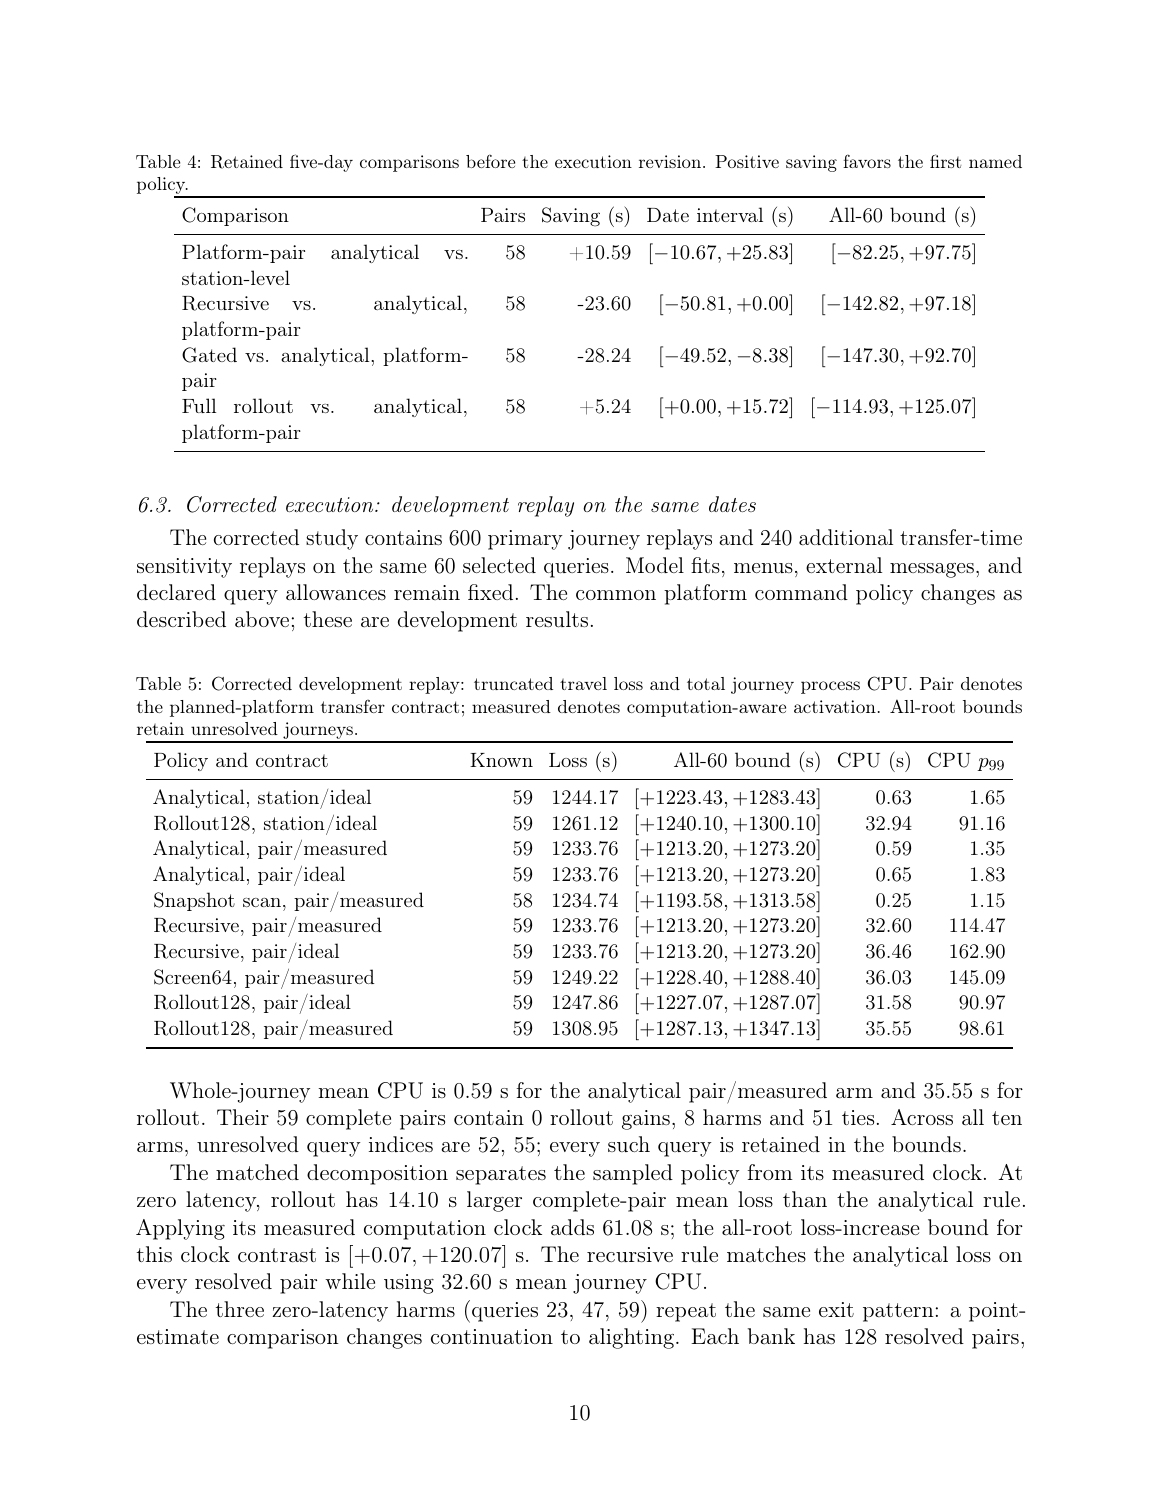 Table 4: Retained five-day comparisons before the execution revision. Positive saving favors the first named
policy.
Comparison Pairs Saving (s) Date interval (s) All-60 bound (s)
Platform-pair analytical vs. 58 +10.59 [−10.67, +25.83] [−82.25, +97.75]
station-level
Recursive vs. analytical, 58 -23.60 [−50.81, +0.00] [−142.82, +97.18]
platform-pair
Gated vs. analytical, platform- 58 -28.24 [−49.52, −8.38] [−147.30, +92.70]
pair
Full rollout vs. analytical, 58 +5.24 [+0.00, +15.72] [−114.93, +125.07]
platform-pair
6.3. Corrected execution: development replay on the same dates
The corrected study contains 600 primary journey replays and 240 additional transfer-time
sensitivity replays on the same 60 selected queries. Model fits, menus, external messages, and
declared query allowances remain fixed. The common platform command policy changes as
described above; these are development results.
Table 5: Corrected development replay: truncated travel loss and total journey process CPU. Pair denotes
the planned-platform transfer contract; measured denotes computation-aware activation. All-root bounds
retain unresolved journeys.
Policy and contract Known Loss (s) All-60 bound (s) CPU (s) CPU p99
Analytical, station/ideal 59 1244.17 [+1223.43, +1283.43] 0.63 1.65
Rollout128, station/ideal 59 1261.12 [+1240.10, +1300.10] 32.94 91.16
Analytical, pair/measured 59 1233.76 [+1213.20, +1273.20] 0.59 1.35
Analytical, pair/ideal 59 1233.76 [+1213.20, +1273.20] 0.65 1.83
Snapshot scan, pair/measured 58 1234.74 [+1193.58, +1313.58] 0.25 1.15
Recursive, pair/measured 59 1233.76 [+1213.20, +1273.20] 32.60 114.47
Recursive, pair/ideal 59 1233.76 [+1213.20, +1273.20] 36.46 162.90
Screen64, pair/measured 59 1249.22 [+1228.40, +1288.40] 36.03 145.09
Rollout128, pair/ideal 59 1247.86 [+1227.07, +1287.07] 31.58 90.97
Rollout128, pair/measured 59 1308.95 [+1287.13, +1347.13] 35.55 98.61
Whole-journey mean CPU is 0.59 s for the analytical pair/measured arm and 35.55 s for
rollout. Their 59 complete pairs contain 0 rollout gains, 8 harms and 51 ties. Across all ten
arms, unresolved query indices are 52, 55; every such query is retained in the bounds.
The matched decomposition separates the sampled policy from its measured clock. At
zero latency, rollout has 14.10 s larger complete-pair mean loss than the analytical rule.
Applying its measured computation clock adds 61.08 s; the all-root loss-increase bound for
this clock contrast is [+0.07, +120.07] s. The recursive rule matches the analytical loss on
every resolved pair while using 32.60 s mean journey CPU.
The three zero-latency harms (queries 23, 47, 59) repeat the same exit pattern: a point-
estimate comparison changes continuation to alighting. Each bank has 128 resolved pairs,
10